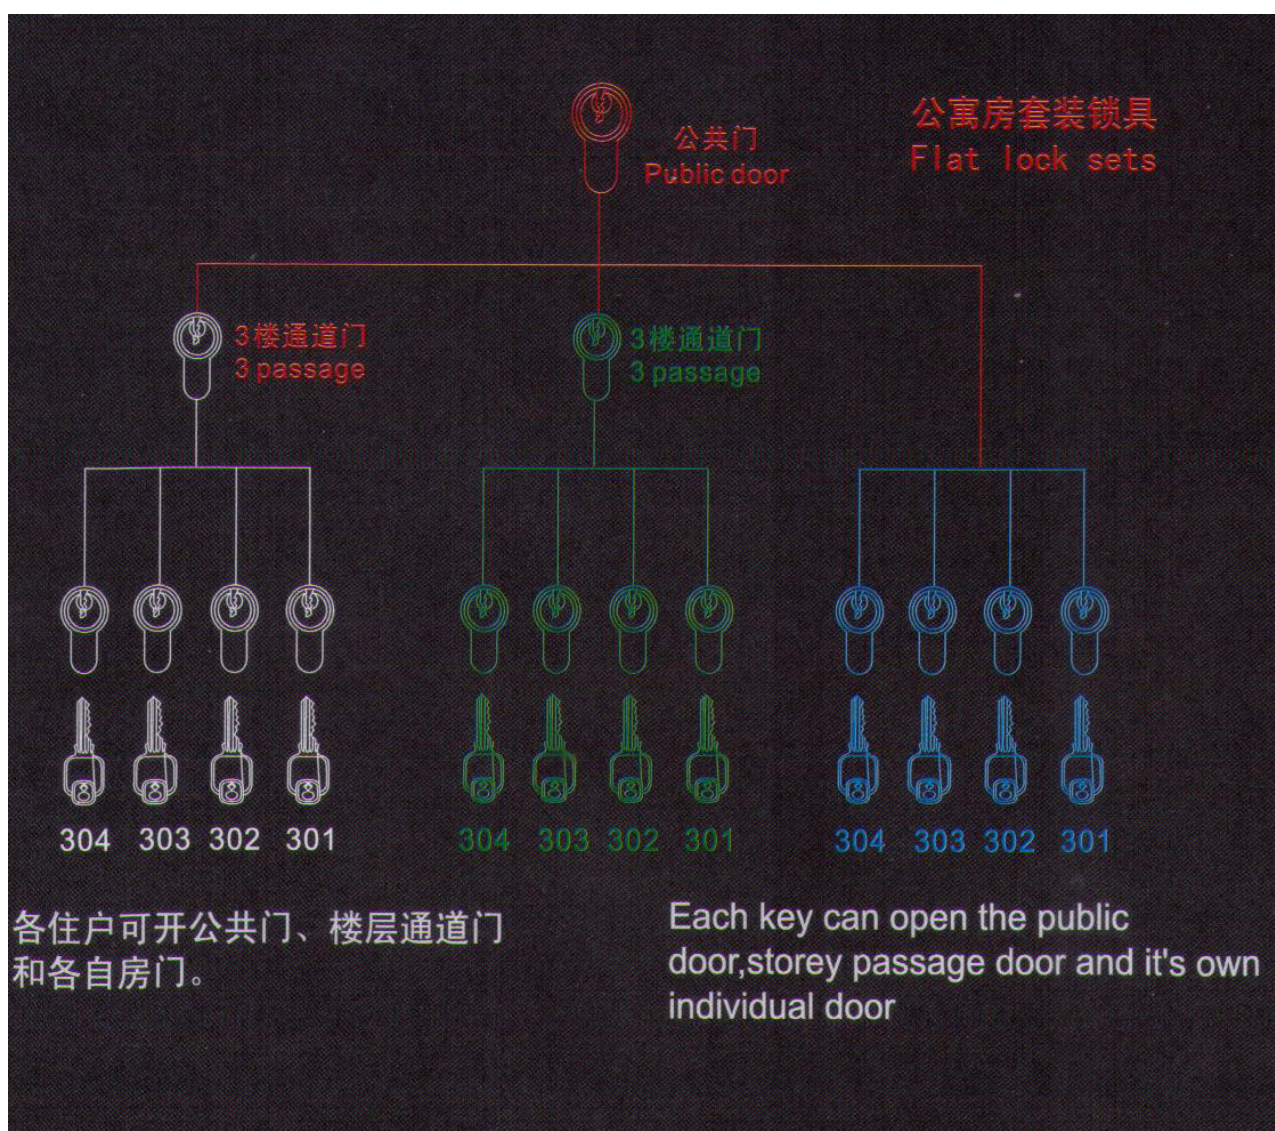 公寓房套装锁具
Flat lock sets
公共门
Public door
3楼通道门
3 passage
3楼通道门
3 passage
304 303 302 301
304 303 302 301
304 303 302 301
各住户可开公共门、楼层通道门
和各自房门。
Each key can open the public
door,storey passage door and it's own
individual door